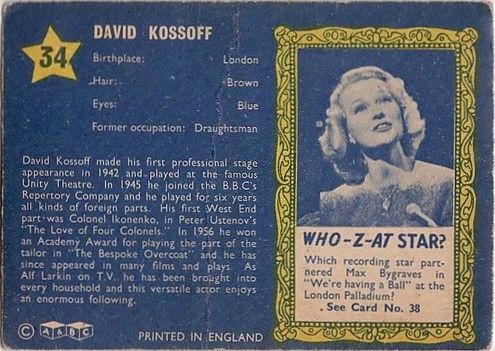 34
DAVID KOSSOFF
Birthplace: London
Hair: Brown
Eyes: Blue
Former occupation: Draughtsman
David Kossoff made his first professional stage
appearance in 1942 and played at the famous
Unity Theatre. In 1945 he joined the B.B.C's
Repertory Company and he played for six years
all kinds of foreign parts. His first West End
part was Colonel Ikonenko, in Peter Ustenov's
"The Love of Four Colonels." In 1956 he won
an Academy Award for playing the part of the
tailor in "The Bespoke Overcoat" and he has
since appeared in many films and plays. As
Alf Larkin on T.V. he has been brought into
every household and this versatile actor enjoys
an enormous following.
© A & BC
PRINTED IN ENGLAND
WHO-Z-AT STAR?
Which recording star part-
nered Max Bygraves in
"We're having a Ball" at the
London Palladium?
See Card No. 38